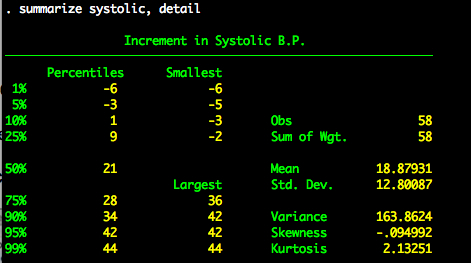 . summarize systolic, detail
Increment in Systolic B.P.
Percentiles Smallest
1% -6 -6
5% -3 -5
10% 1 -3 Obs 58
25% 9 -2 Sum of Wgt. 58
50% 21 Mean 18.87931
Largest Std. Dev. 12.80087
75% 28 36
90% 34 42 Variance 163.8624
95% 42 42 Skewness -.094992
99% 44 44 Kurtosis 2.13251